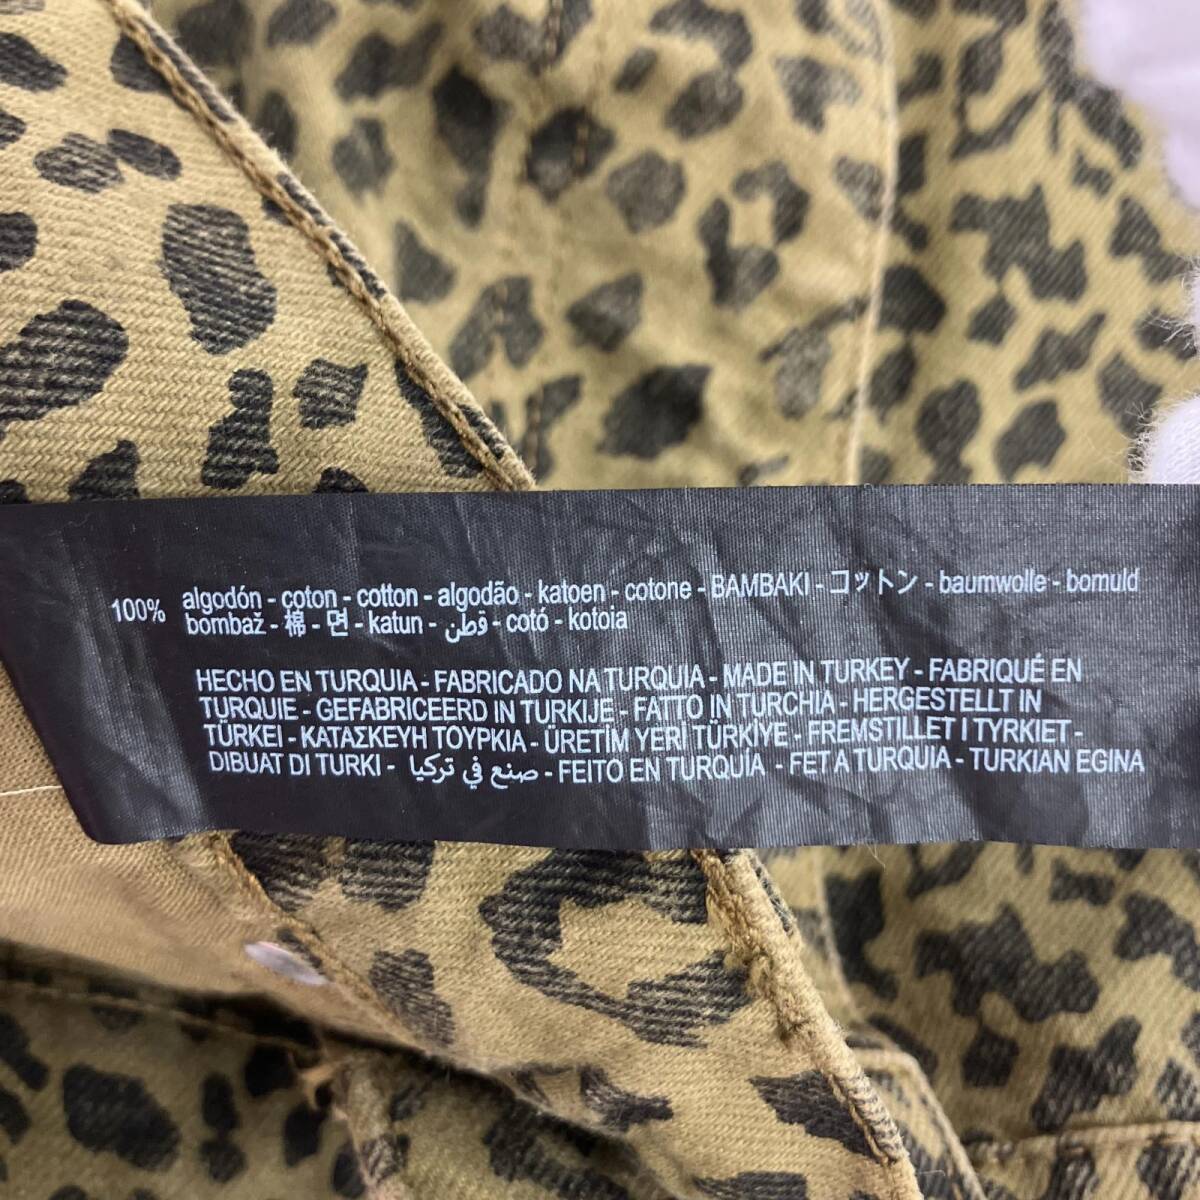 100% algodón - coton - cotton - algodão - katoen - cotone - BAMBAKI - コットン - baumwolle - bomuld
bombaž - 棉 - 면 - katun - قطن - cotó - kotoia
HECHO EN TURQUIA - FABRICADO NA TURQUIA - MADE IN TURKEY - FABRIQUÉ EN
TURQUIE - GEFABRICEERD IN TURKIJE - FATTO IN TURCHIA - HERGESTELLT IN
TÜRKEI - ΚΑΤΑΣΚΕΥΗ ΤΟΥΡΚΙΑ - ÜRETİM YERİ TÜRKİYE - FREMSTILLET I TYRKIET -
DIBUAT DI TURKI - صنع في تركيا - FEITO EN TURQUIA - FET A TURQUIA - TURKIAN EGINA